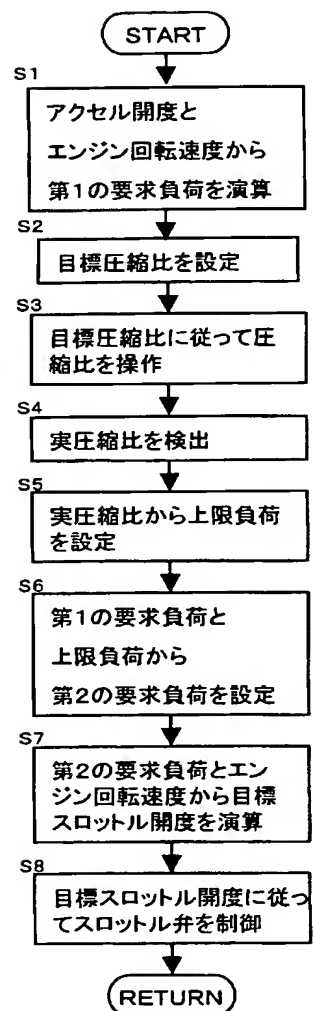 START
S1
アクセル開度と
エンジン回転速度から
第1の要求負荷を演算
S2
目標圧縮比を設定
S3
目標圧縮比に従って圧
縮比を操作
S4
実圧縮比を検出
S5
実圧縮比から上限負荷
を設定
S6
第1の要求負荷と
上限負荷から
第2の要求負荷を設定
S7
第2の要求負荷とエン
ジン回転速度から目標
スロットル開度を演算
S8
目標スロットル開度に従っ
てスロットル弁を制御
RETURN